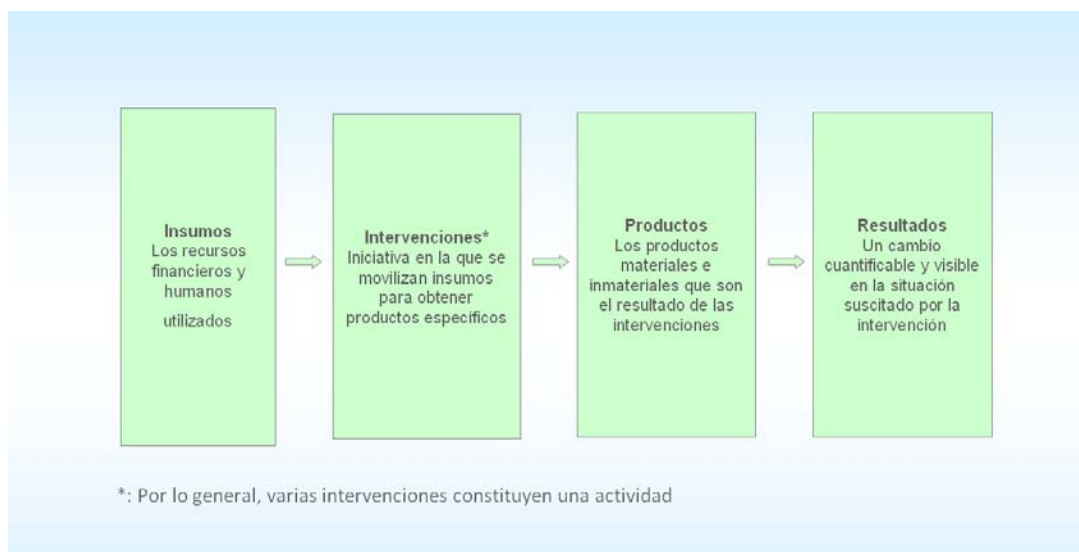 Insumos
Los recursos
financieros y
humanos
utilizados
Intervenciones*
Iniciativa en la que se
movilizan insumos
para obtener
productos específicos
Productos
Los productos
materiales e
inmateriales que son
el resultado de las
intervenciones
Resultados
Un cambio
cuantificable y visible
en la situación
suscitado por la
intervención
*: Por lo general, varias intervenciones constituyen una actividad